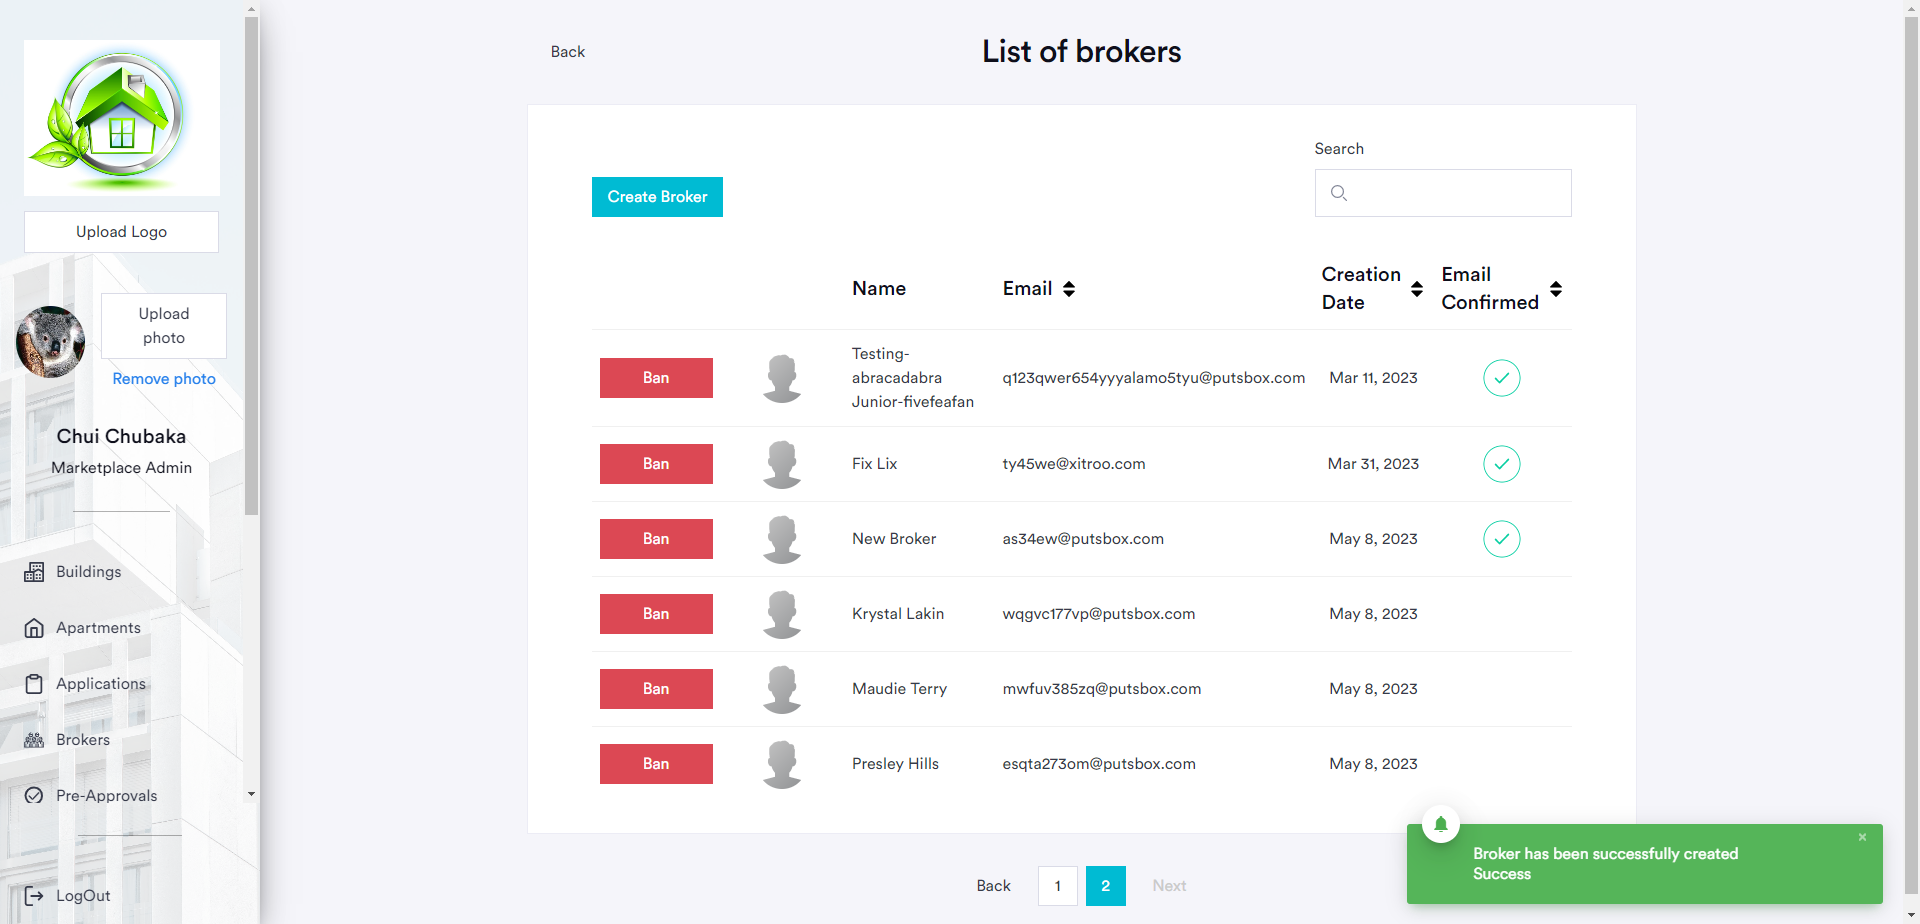 Upload Logo
Upload
photo
Remove photo
Chui Chubaka
Marketplace Admin
Buildings
Apartments
Applications
Brokers
Pre-Approvals
LogOut
Back
List of brokers
Search
Create Broker
Name
Email
Creation
Date
Email
Confirmed
Ban
Testing-
abracadabra
Junior-fivefeafan
q123qwer654yyyalamo5tyu@putsbox.com
Mar 11, 2023
Ban
Fix Lix
ty45we@xitroo.com
Mar 31, 2023
Ban
New Broker
as34ew@putsbox.com
May 8, 2023
Ban
Krystal Lakin
wqgvc177vp@putsbox.com
May 8, 2023
Ban
Maudie Terry
mwfuv385zq@putsbox.com
May 8, 2023
Ban
Presley Hills
esqta273om@putsbox.com
May 8, 2023
Back
1
2
Next
Broker has been successfully created
Success
×